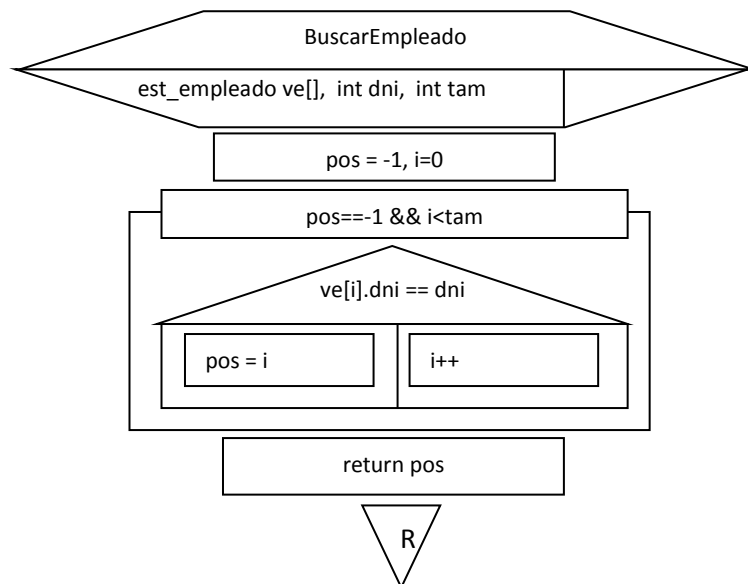 BuscarEmpleado
est_empleado ve[], int dni, int tam
pos = -1, i=0
pos==-1 && i<tam
ve[i].dni == dni
pos = i
i++
return pos
R